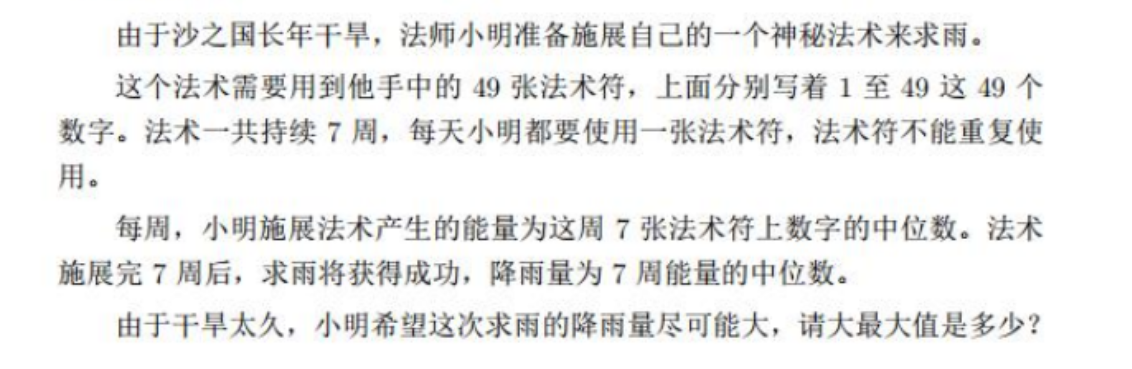 由于沙之国长年干旱，法师小明准备施展自己的一个神秘法术来求雨。
这个法术需要用到他手中的 49 张法术符，上面分别写着 1 至 49 这 49 个
数字。法术一共持续 7 周，每天小明都要使用一张法术符，法术符不能重复使
用。
每周，小明施展法术产生的能量为这周 7 张法术符上数字的中位数。法术
施展完 7 周后，求雨将获得成功，降雨量为 7 周能量的中位数。
由于干旱太久，小明希望这次求雨的降雨量尽可能大，请大最大值是多少？